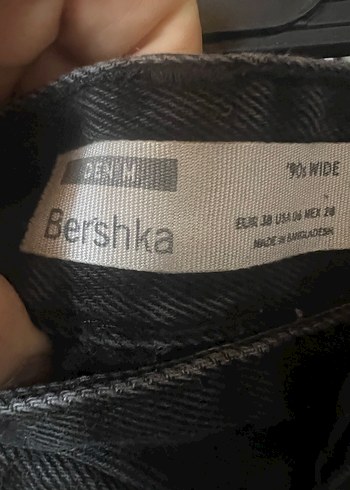 DENIM
'90s WIDE
Bershka
EUR 38 USA 06 MEX 28
MADE IN BANGLADESH